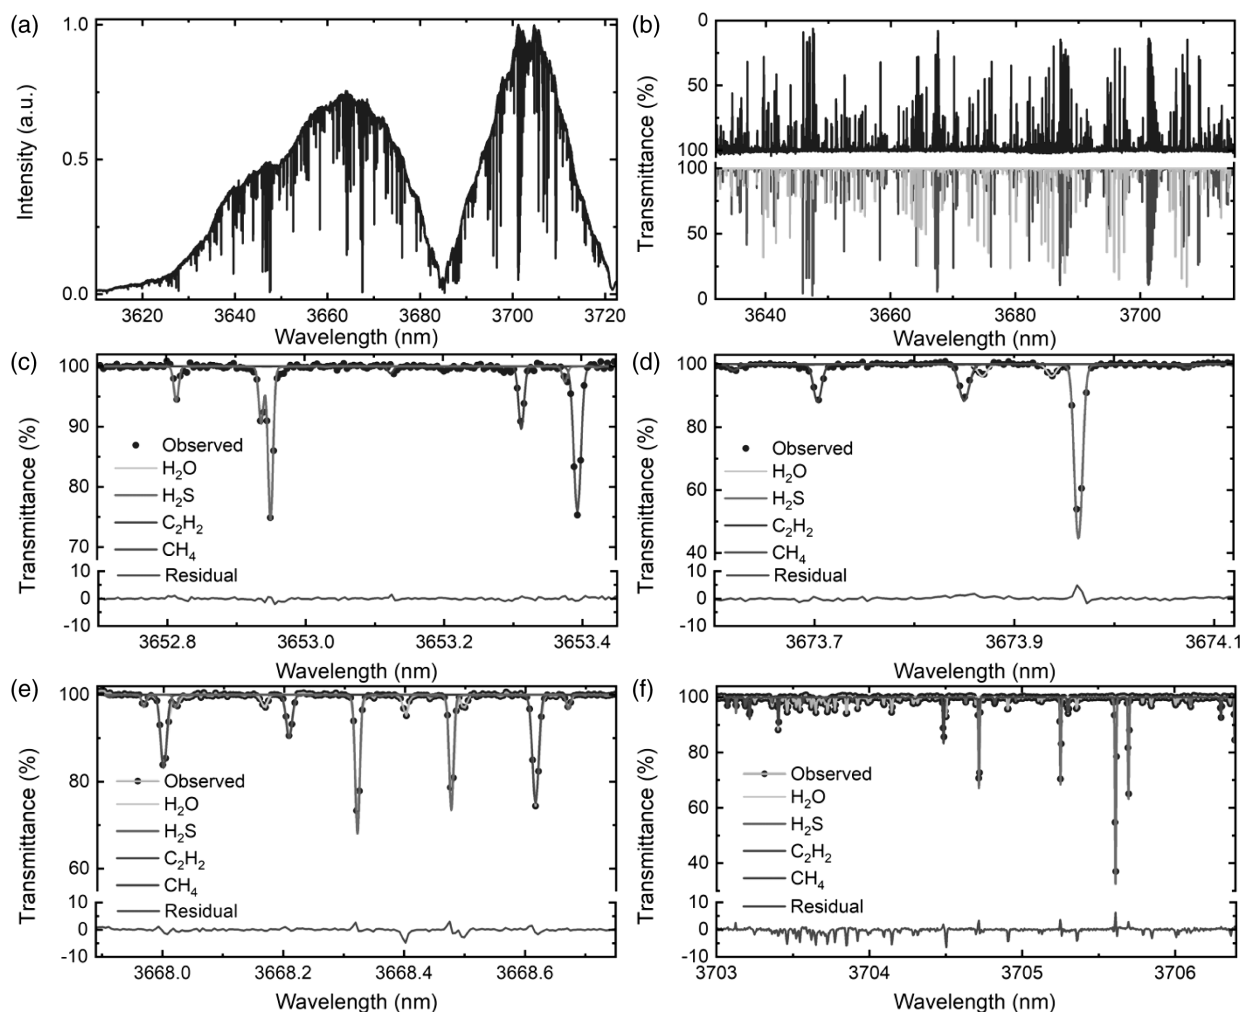 (a)
1.0
0.5
0.0
Intensity (a.u.)
3620 3640 3660 3680 3700 3720
Wavelength (nm)
(b)
0
50
100
100
50
0
Transmittance (%)
3640 3660 3680 3700
Wavelength (nm)
(c)
100
90
80
70
10
0
-10
Transmittance (%)
Observed
H₂O
H₂S
C₂H₂
CH₄
Residual
3652.8 3653.0 3653.2 3653.4
Wavelength (nm)
(d)
100
80
60
40
10
0
-10
Transmittance (%)
Observed
H₂O
H₂S
C₂H₂
CH₄
Residual
3673.7 3673.9 3674.1
Wavelength (nm)
(e)
100
80
60
10
0
-10
Transmittance (%)
Observed
H₂O
H₂S
C₂H₂
CH₄
Residual
3668.0 3668.2 3668.4 3668.6
Wavelength (nm)
(f)
100
80
60
40
10
0
-10
Transmittance (%)
Observed
H₂O
H₂S
C₂H₂
CH₄
Residual
3703 3704 3705 3706
Wavelength (nm)